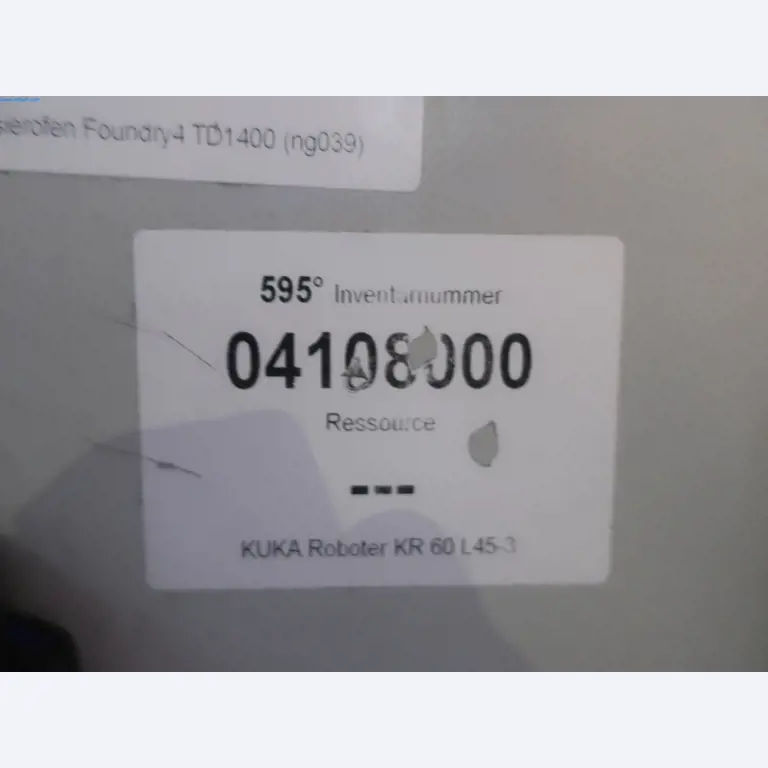 Foundry4 TD1400 (ng039)
595° Inventarnummer
04108000
Ressource
---
KUKA Roboter KR 60 L45-3